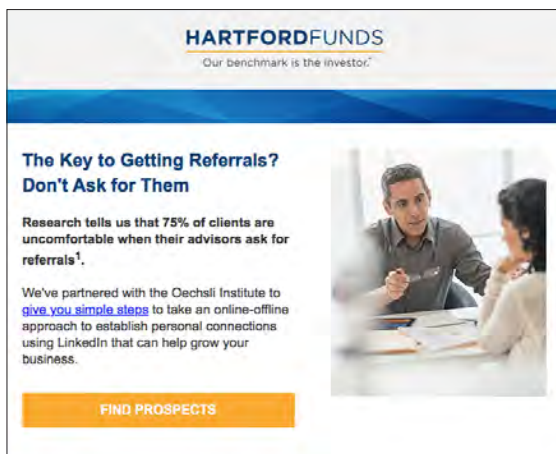 HARTFORDFUNDS
Our benchmark is the investor.
The Key to Getting Referrals?
Don't Ask for Them
Research tells us that 75% of clients are
uncomfortable when their advisors ask for
referrals¹.
We've partnered with the Oechsli Institute to
give you simple steps to take an online-offline
approach to establish personal connections
using LinkedIn that can help grow your
business.
FIND PROSPECTS